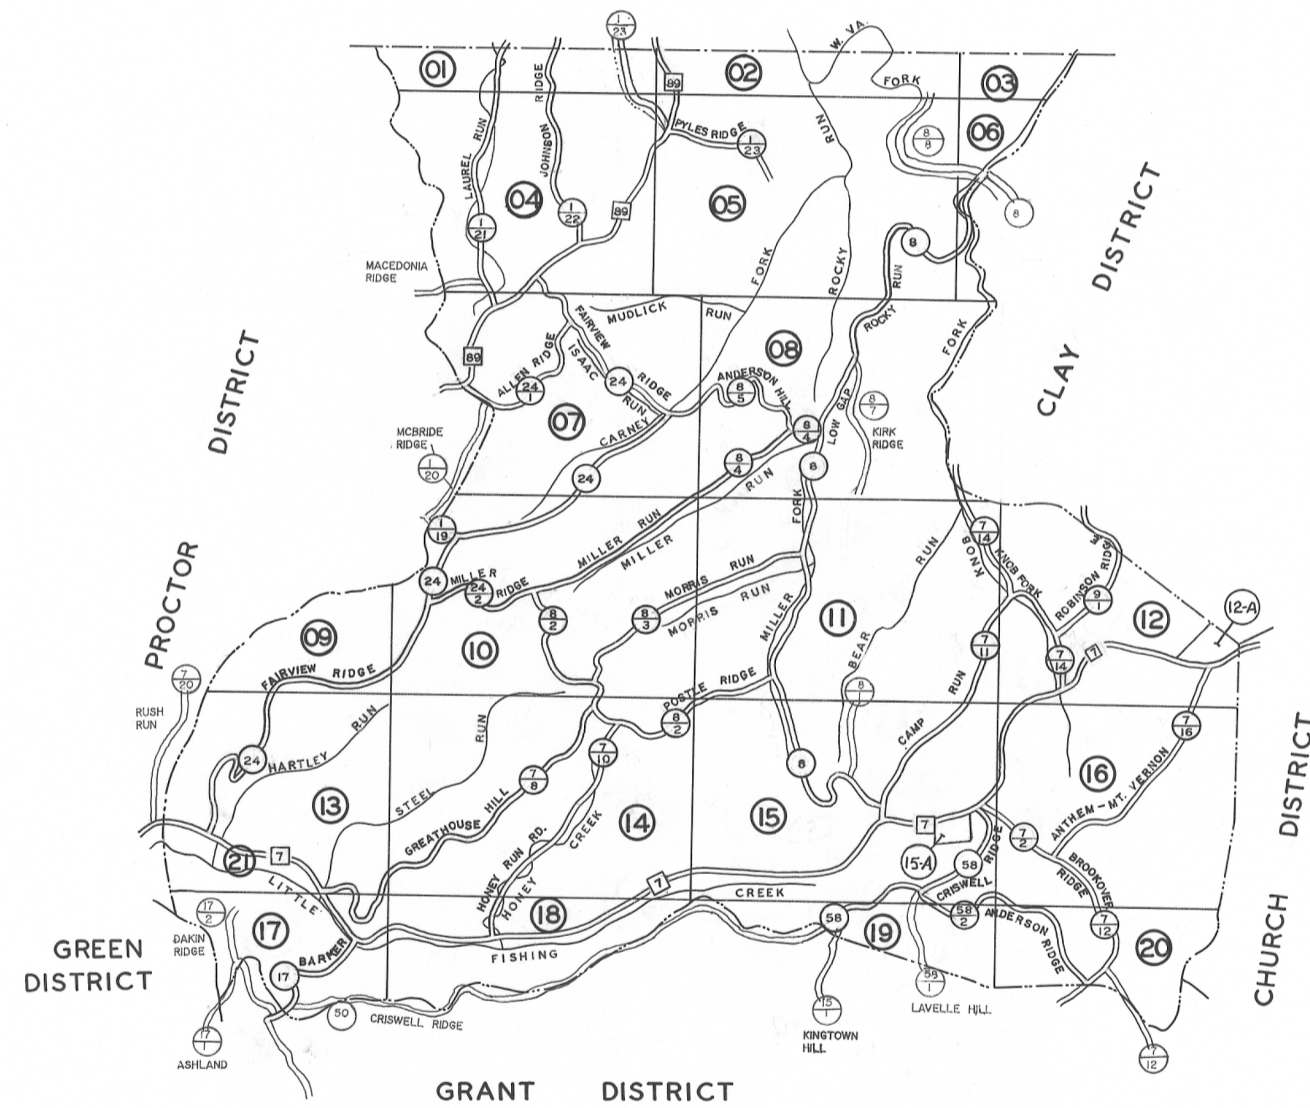 1
23
W. VA.
01
02
03
89
FORK
RIDGE
PYLES RIDGE
RUN
06
8
8
LAUREL RUN
JOHNSON
1
23
04
05
1
22
89
1
21
8
8
DISTRICT
MACEDONIA
RIDGE
FORK
ROCKY
RUN
MUDLICK
RUN
ROCKY
FAIRVIEW
FORK
DISTRICT
89
ALLEN RIDGE
ISAAC
08
CLAY
24
1
24
RIDGE
RUN
ANDERSON HILL
8
5
07
CARNEY
8
4
LOW GAP
8
7
KIRK
RIDGE
MCBRIDE
RIDGE
1
20
24
8
4
RUN
8
1
19
MILLER RUN
MILLER
FORK
RUN
7
14
KNOB
KNOB FORK
ROBINSON RIDGE
PROCTOR
24
MILLER
24
2
RIDGE
MORRIS RUN
MORRIS RUN
9
1
12
12-A
8
2
8
3
MILLER
11
09
10
BEAR
7
11
7
14
7
FAIRVIEW RIDGE
7
20
RUSH
RUN
POSTLE RIDGE
8
1
RUN
RUN
RUN
8
2
CAMP
7
16
24
HARTLEY
7
10
8
16
13
STEEL
GREATHOUSE HILL
7
8
14
15
ANTHEM-MT. VERNON
DISTRICT
7
7
2
21
7
HONEY RUN RD.
CREEK
15-A
58
RIDGE
BROOKOVER
RIDGE
LITTLE
7
CREEK
CRISWELL
HONEY
17
2
DAKIN
RIDGE
17
18
58
19
58
2
ANDERSON RIDGE
7
12
20
GREEN
DISTRICT
BARKER
FISHING
CHURCH
17
50
CRISWELL RIDGE
58
1
LAVELLE HILL
15
1
KINGTOWN
HILL
17
1
ASHLAND
7
12
GRANT DISTRICT